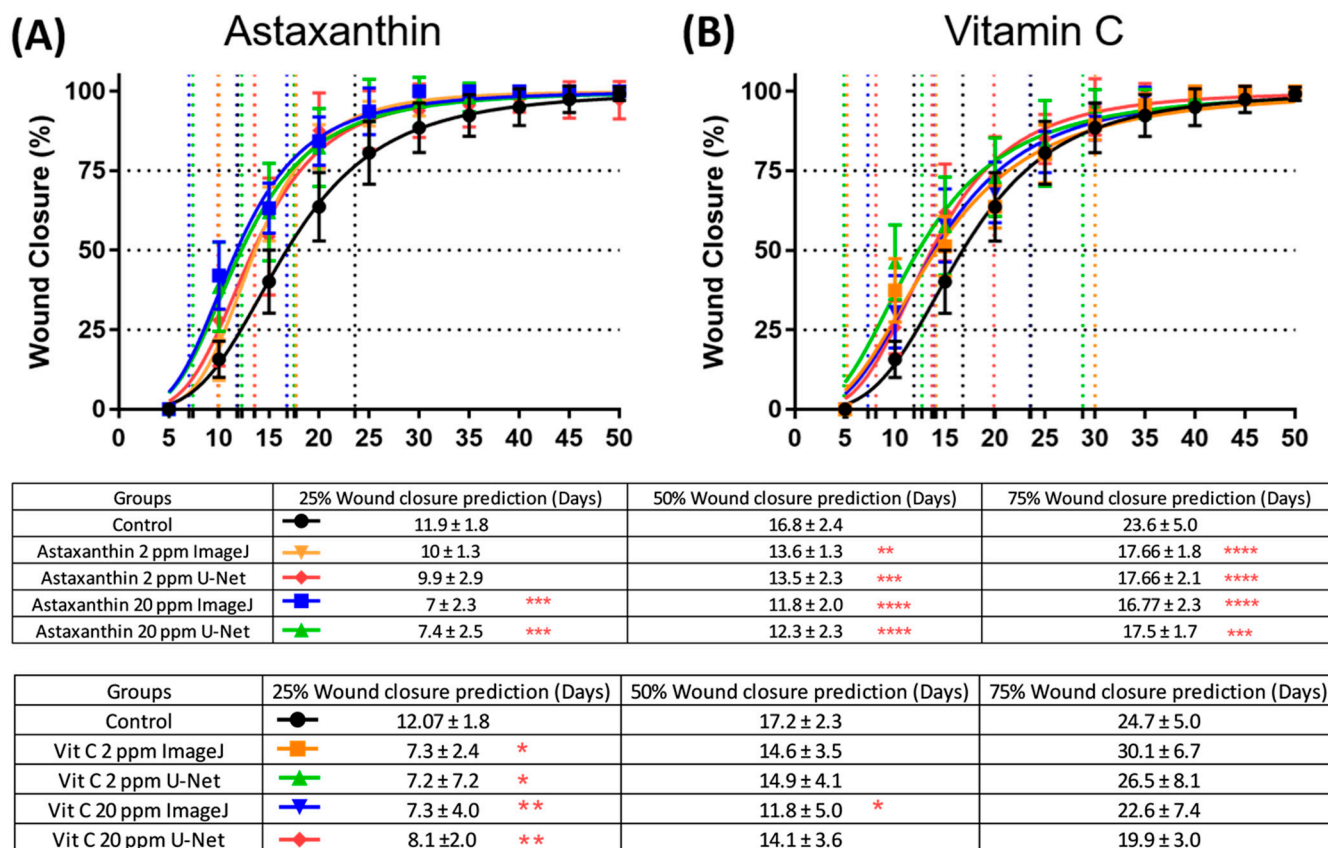 (A) Astaxanthin
(B) Vitamin C
Wound Closure (%)
100
75
50
25
0
0 5 10 15 20 25 30 35 40 45 50
Wound Closure (%)
100
75
50
25
0
0 5 10 15 20 25 30 35 40 45 50
Groups 25% Wound closure prediction (Days) 50% Wound closure prediction (Days) 75% Wound closure prediction (Days)
Control 11.9 ± 1.8 16.8 ± 2.4 23.6 ± 5.0
Astaxanthin 2 ppm ImageJ 10 ± 1.3 13.6 ± 1.3 ** 17.66 ± 1.8 ****
Astaxanthin 2 ppm U-Net 9.9 ± 2.9 13.5 ± 2.3 *** 17.66 ± 2.1 ****
Astaxanthin 20 ppm ImageJ 7 ± 2.3 *** 11.8 ± 2.0 **** 16.77 ± 2.3 ****
Astaxanthin 20 ppm U-Net 7.4 ± 2.5 *** 12.3 ± 2.3 **** 17.5 ± 1.7 ***
Groups 25% Wound closure prediction (Days) 50% Wound closure prediction (Days) 75% Wound closure prediction (Days)
Control 12.07 ± 1.8 17.2 ± 2.3 24.7 ± 5.0
Vit C 2 ppm ImageJ 7.3 ± 2.4 * 14.6 ± 3.5 30.1 ± 6.7
Vit C 2 ppm U-Net 7.2 ± 7.2 * 14.9 ± 4.1 26.5 ± 8.1
Vit C 20 ppm ImageJ 7.3 ± 4.0 ** 11.8 ± 5.0 * 22.6 ± 7.4
Vit C 20 ppm U-Net 8.1 ±2.0 ** 14.1 ± 3.6 19.9 ± 3.0